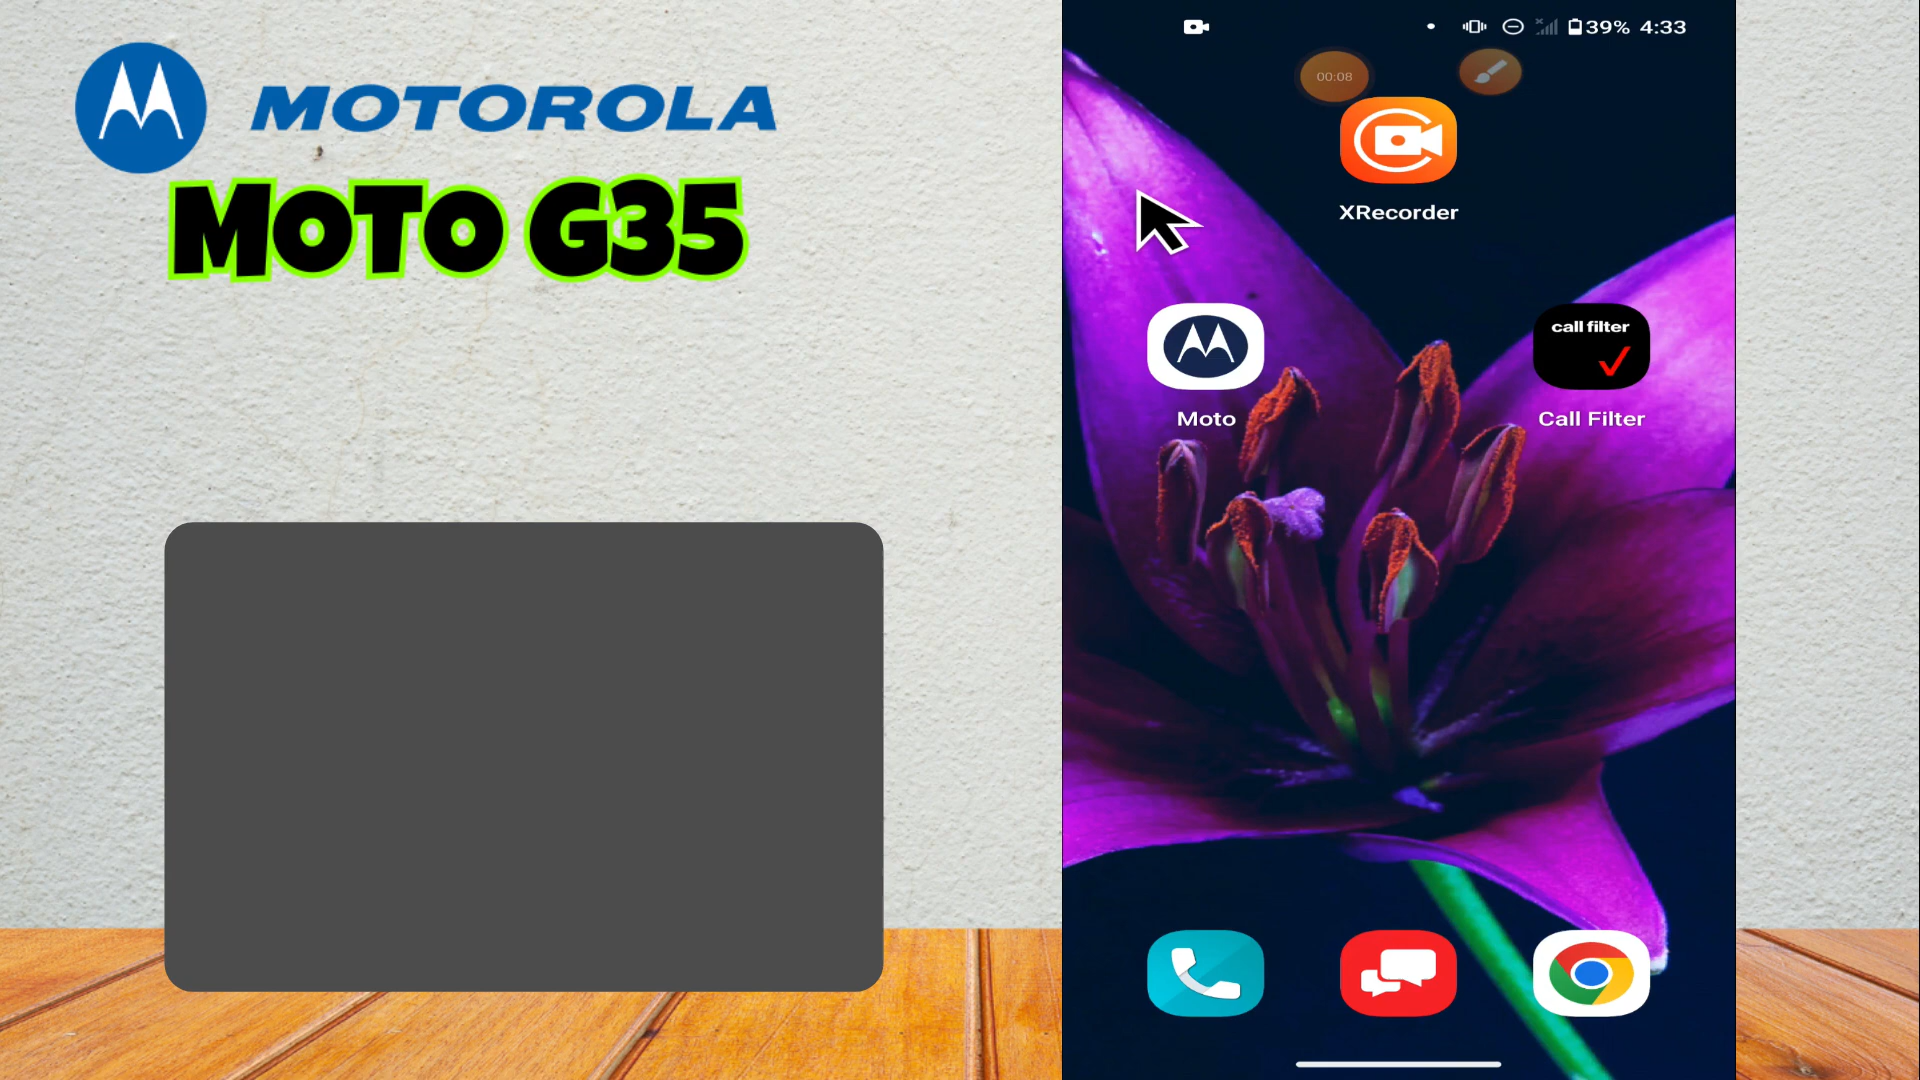 MOTOROLA
MOTO G35
39% 4:33
00:08
XRecorder
call filter
Moto
Call Filter